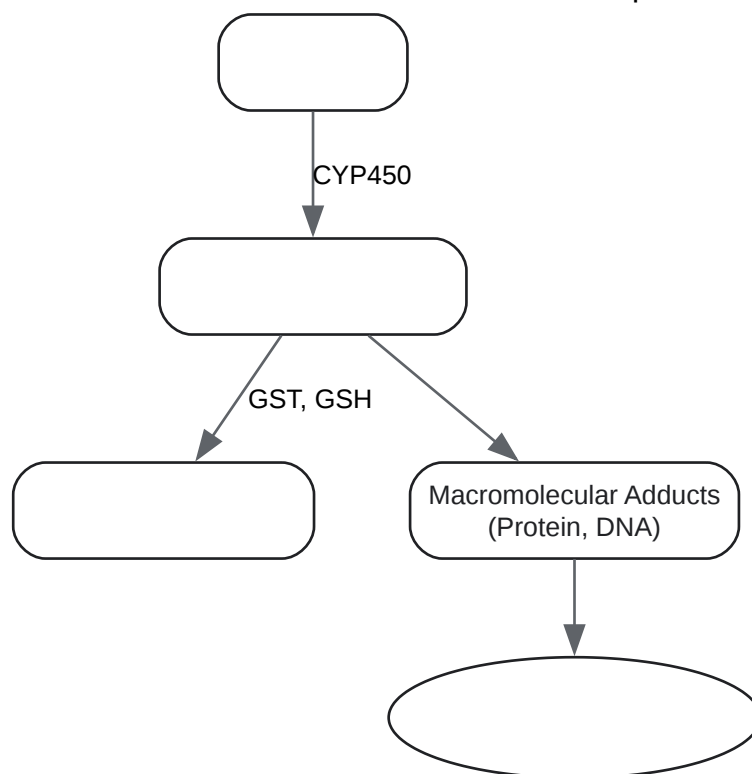 CYP450
GST, GSH
Macromolecular Adducts
(Protein, DNA)